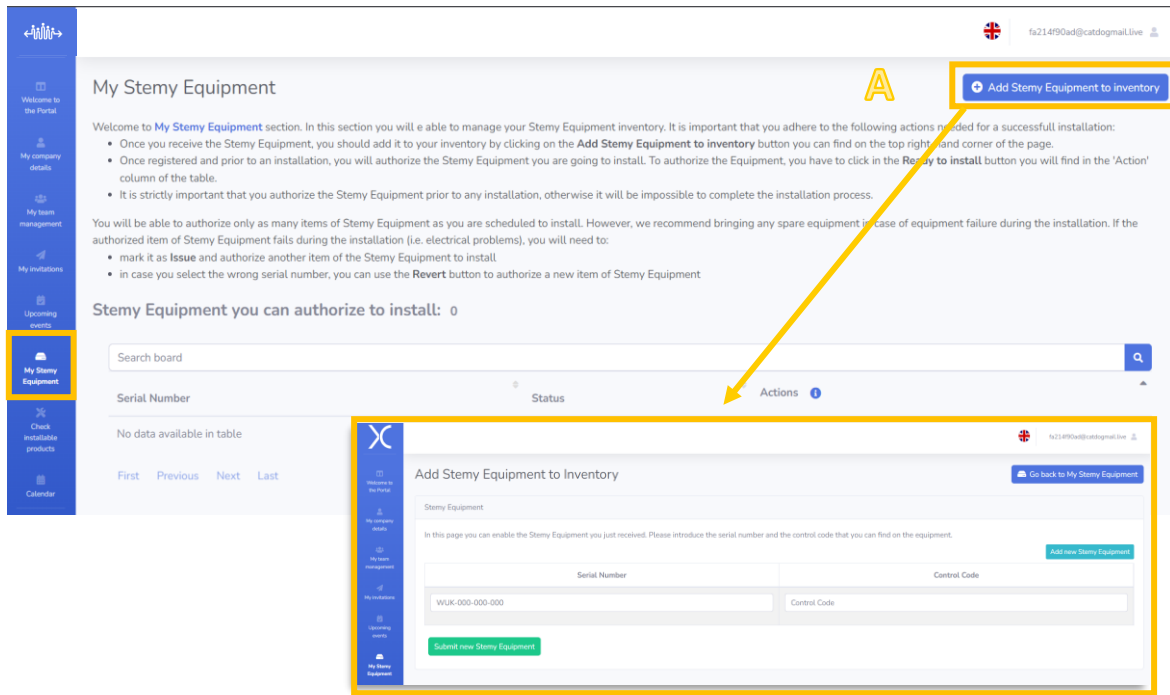 fa214f90ad@catdogmail.live
A
My Stemy Equipment
Add Stemy Equipment to inventory
Welcome to
the Portal
My company
details
My team
management
My invitations
Upcoming
events
My Stemy
Equipment
Check
installable
products
Calendar
Welcome to My Stemy Equipment section. In this section you will e able to manage your Stemy Equipment inventory. It is important that you adhere to the following actions needed for a successfull installation:
• Once you receive the Stemy Equipment, you should add it to your inventory by clicking on the Add Stemy Equipment to inventory button you can find on the top right hand corner of the page.
• Once registered and prior to an installation, you will authorize the Stemy Equipment you are going to install. To authorize the Equipment, you have to click in the Ready to install button you will find in the 'Action'
column of the table.
• It is strictly important that you authorize the Stemy Equipment prior to any installation, otherwise it will be impossible to complete the installation process.
You will be able to authorize only as many items of Stemy Equipment as you are scheduled to install. However, we recommend bringing any spare equipment in case of equipment failure during the installation. If the
authorized item of Stemy Equipment fails during the installation (i.e. electrical problems), you will need to:
• mark it as Issue and authorize another item of the Stemy Equipment to install
• in case you select the wrong serial number, you can use the Revert button to authorize a new item of Stemy Equipment
Stemy Equipment you can authorize to install: 0
Search board
Serial Number Status Actions
No data available in table
First Previous Next Last
fa214f90ad@catdogmail.live
Add Stemy Equipment to Inventory
Go back to My Stemy Equipment
Welcome to
the Portal
My company
details
My team
management
My invitations
Upcoming
events
My Stemy
Equipment
Stemy Equipment
In this page you can enable the Stemy Equipment you just received. Please introduce the serial number and the control code that you can find on the equipment.
Add new Stemy Equipment
Serial Number Control Code
WUK-000-000-000 Control Code
Submit new Stemy Equipment